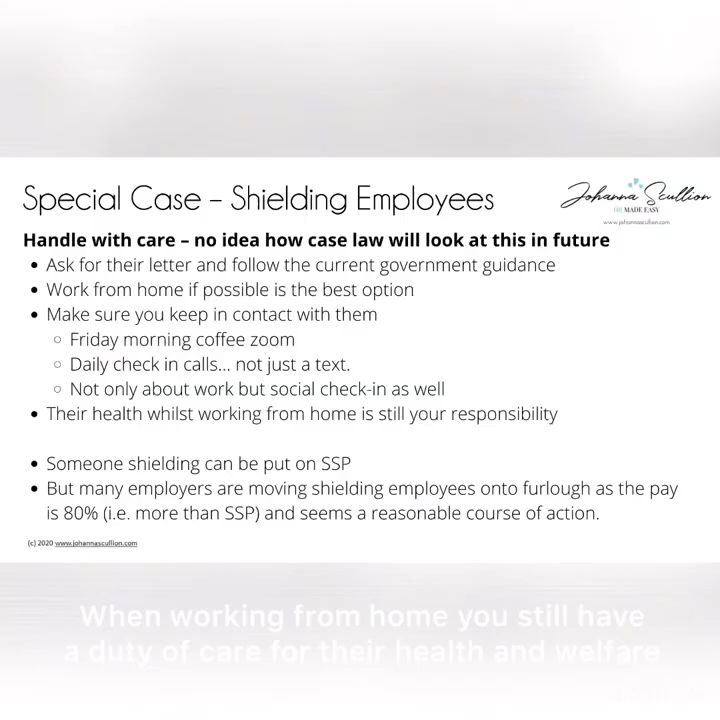 Special Case – Shielding Employees
Johanna Scullion
HR MADE EASY
www.johannascullion.com
Handle with care – no idea how case law will look at this in future
• Ask for their letter and follow the current government guidance
• Work from home if possible is the best option
• Make sure you keep in contact with them
○ Friday morning coffee zoom
○ Daily check in calls... not just a text.
○ Not only about work but social check-in as well
• Their health whilst working from home is still your responsibility
• Someone shielding can be put on SSP
• But many employers are moving shielding employees onto furlough as the pay
is 80% (i.e. more than SSP) and seems a reasonable course of action.
(c) 2020 www.johannascullion.com
When working from home you still have
a duty of care for their health and welfare